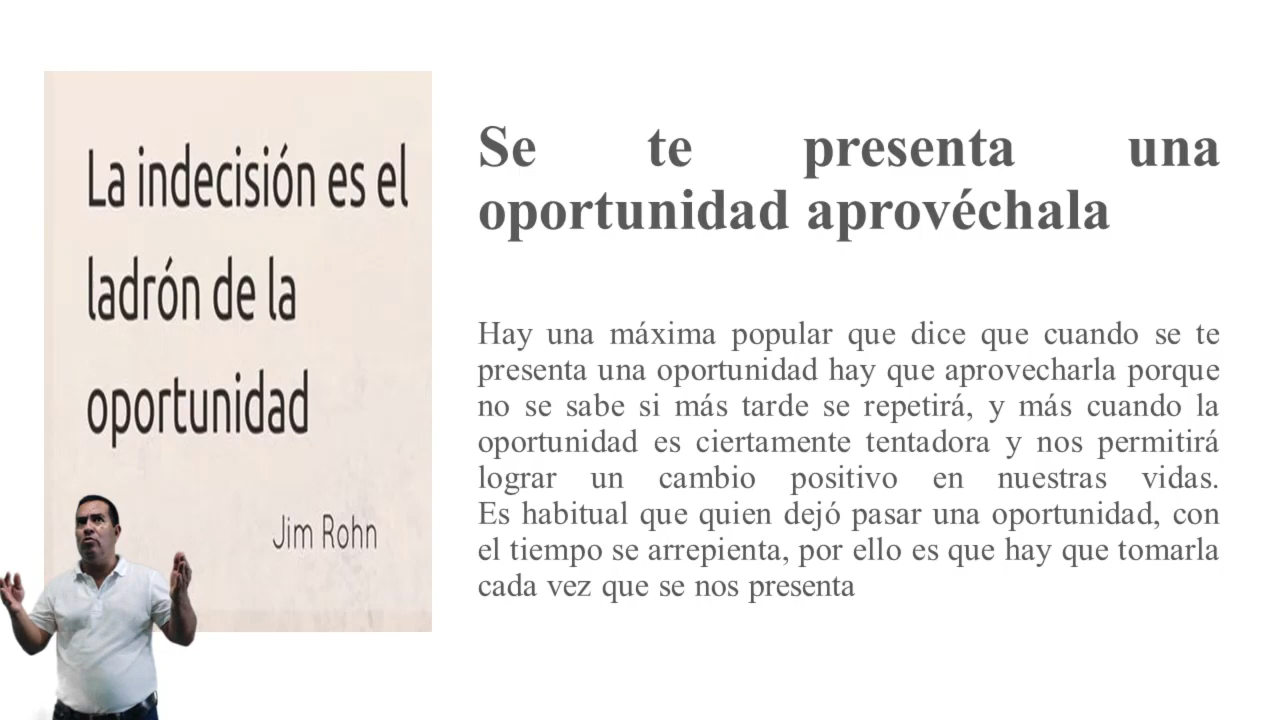 La indecisión es el
ladrón de la
oportunidad
Jim Rohn
Se te presenta una
oportunidad aprovéchala
Hay una máxima popular que dice que cuando se te
presenta una oportunidad hay que aprovecharla porque
no se sabe si más tarde se repetirá, y más cuando la
oportunidad es ciertamente tentadora y nos permitirá
lograr un cambio positivo en nuestras vidas.
Es habitual que quien dejó pasar una oportunidad, con
el tiempo se arrepienta, por ello es que hay que tomarla
cada vez que se nos presenta